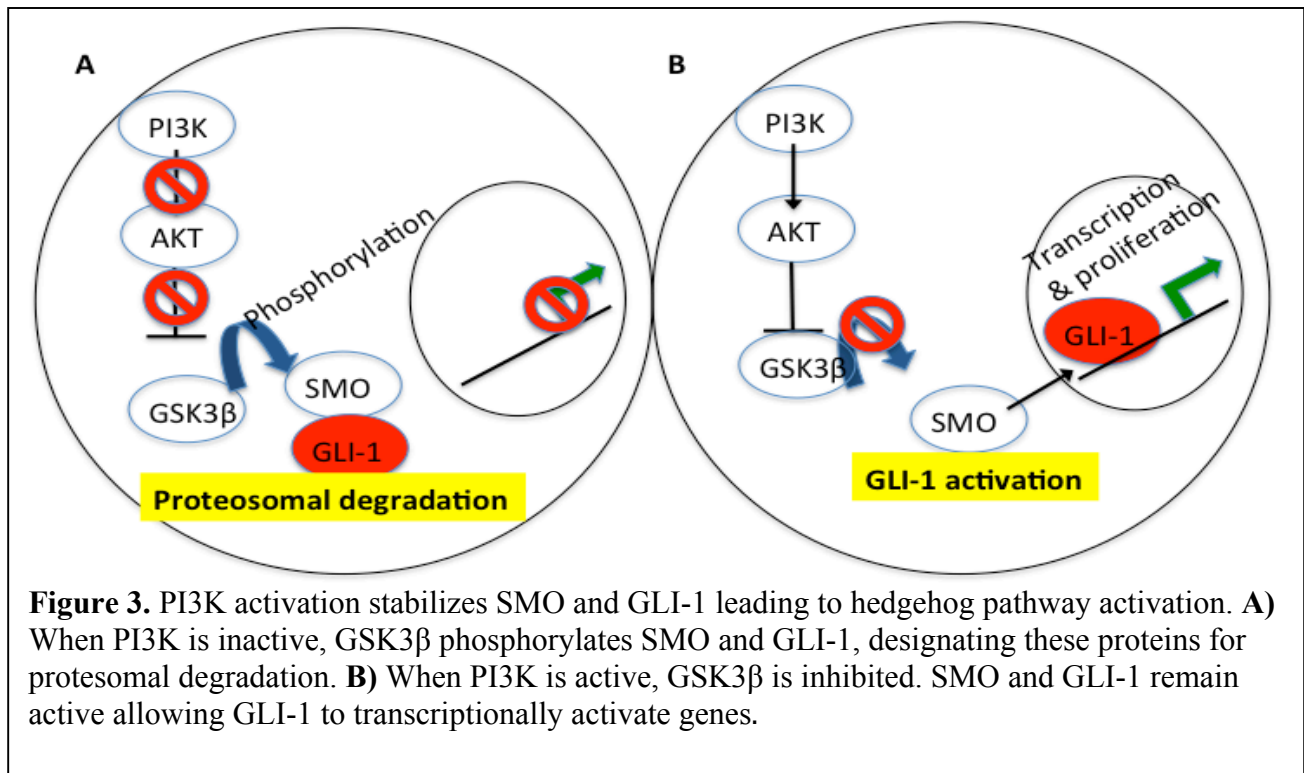 A
PI3K
AKT
Phosphorylation
GSK3β
SMO
GLI-1
Proteosomal degradation
B
PI3K
AKT
GSK3β
Transcription
& proliferation
GLI-1
SMO
GLI-1 activation
Figure 3. PI3K activation stabilizes SMO and GLI-1 leading to hedgehog pathway activation. A)
When PI3K is inactive, GSK3β phosphorylates SMO and GLI-1, designating these proteins for
protesomal degradation. B) When PI3K is active, GSK3β is inhibited. SMO and GLI-1 remain
active allowing GLI-1 to transcriptionally activate genes.